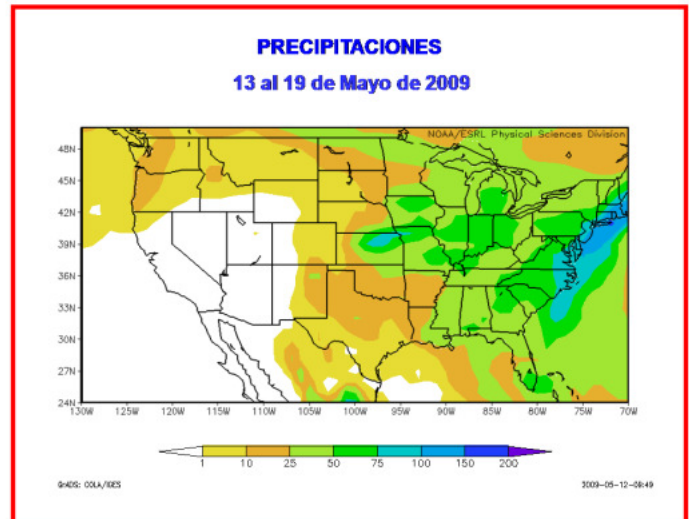 PRECIPITACIONES
13 al 19 de Mayo de 2009
NOAA/ESRL Physical Sciences Division
48N
45N
42N
39N
36N
33N
30N
27N
24N
130W 125W 120W 115W 110W 105W 100W 95W 90W 85W 80W 75W 70W
1 10 25 50 75 100 150 200
GrADS: COLA/IGES 2009-05-12-08:49